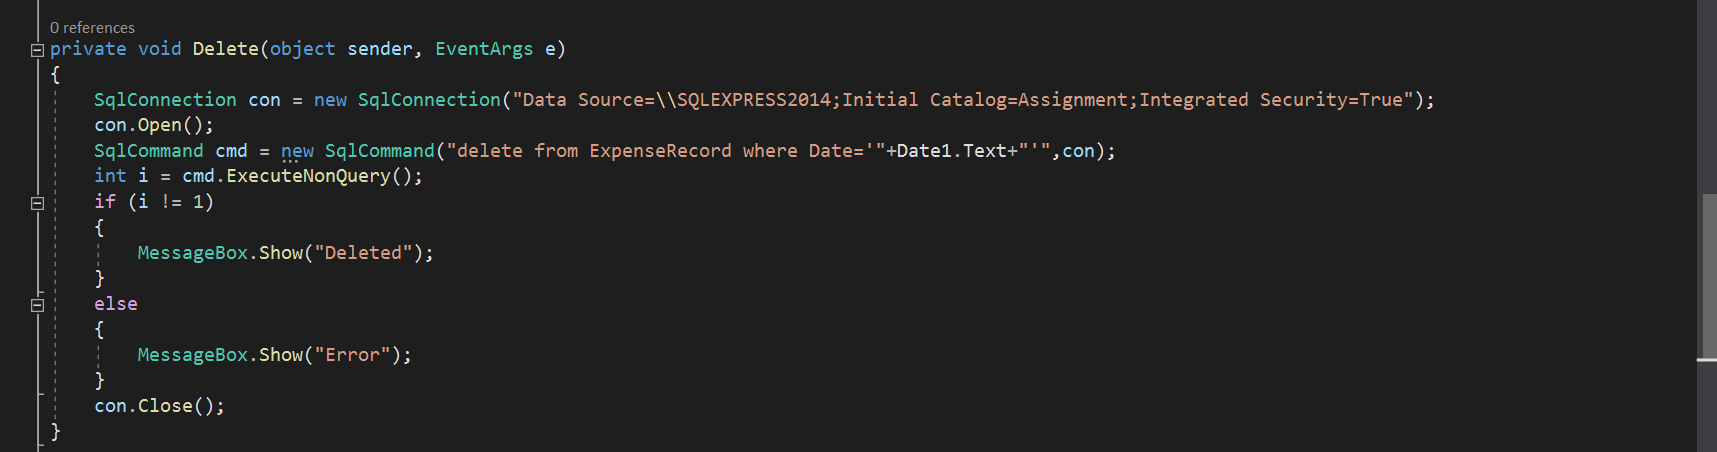 0 references
private void Delete(object sender, EventArgs e)
{
SqlConnection con = new SqlConnection("Data Source=\\SQLEXPRESS2014;Initial Catalog=Assignment;Integrated Security=True");
con.Open();
SqlCommand cmd = new SqlCommand("delete from ExpenseRecord where Date='"+Date1.Text+"'",con);
int i = cmd.ExecuteNonQuery();
if (i != 1)
{
MessageBox.Show("Deleted");
}
else
{
MessageBox.Show("Error");
}
con.Close();
}